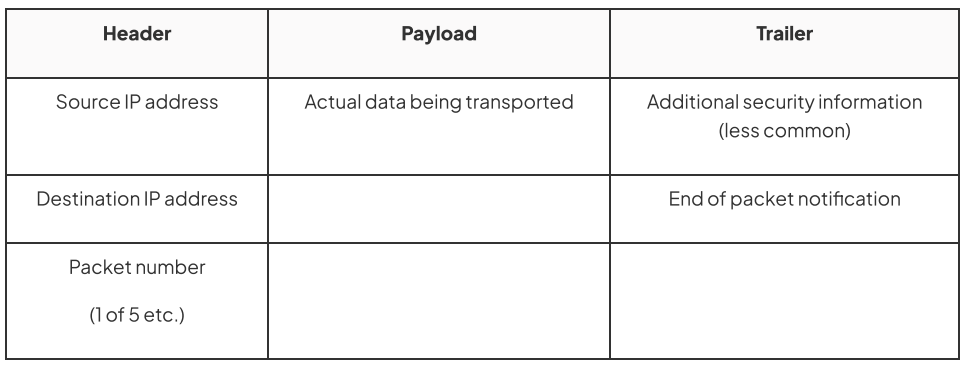 Header
Payload
Trailer
Source IP address
Actual data being transported
Additional security information
(less common)
Destination IP address
End of packet notification
Packet number
(1 of 5 etc.)